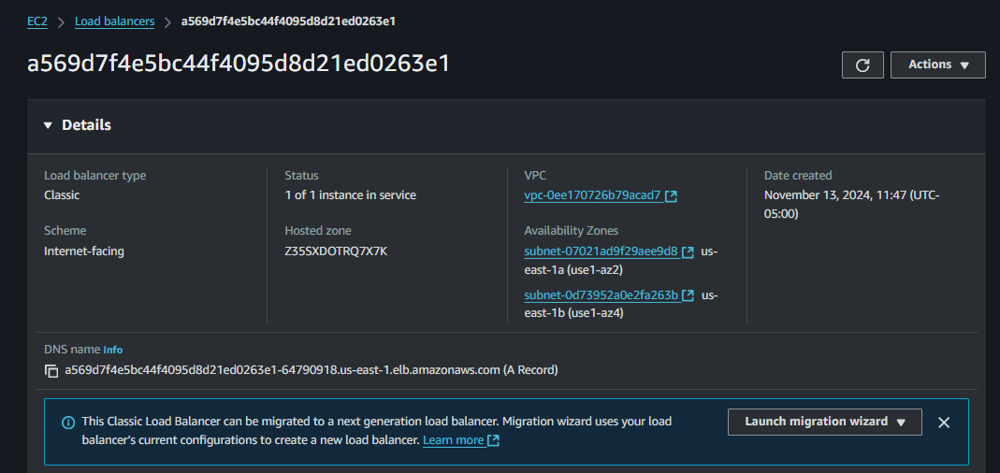 EC2 > Load balancers > a569d7f4e5bc44f4095d8d21ed0263e1
a569d7f4e5bc44f4095d8d21ed0263e1
Actions
Details
Load balancer type
Classic
Status
1 of 1 instance in service
VPC
vpc-0ee170726b79acad7
Date created
November 13, 2024, 11:47 (UTC-
05:00)
Scheme
Internet-facing
Hosted zone
Z35SXDOTRQ7X7K
Availability Zones
subnet-07021ad9f29aee9d8 us-
east-1a (use1-az2)
subnet-0d73952a0e2fa263b us-
east-1b (use1-az4)
DNS name Info
a569d7f4e5bc44f4095d8d21ed0263e1-64790918.us-east-1.elb.amazonaws.com (A Record)
This Classic Load Balancer can be migrated to a next generation load balancer. Migration wizard uses your load
balancer's current configurations to create a new load balancer. Learn more
Launch migration wizard